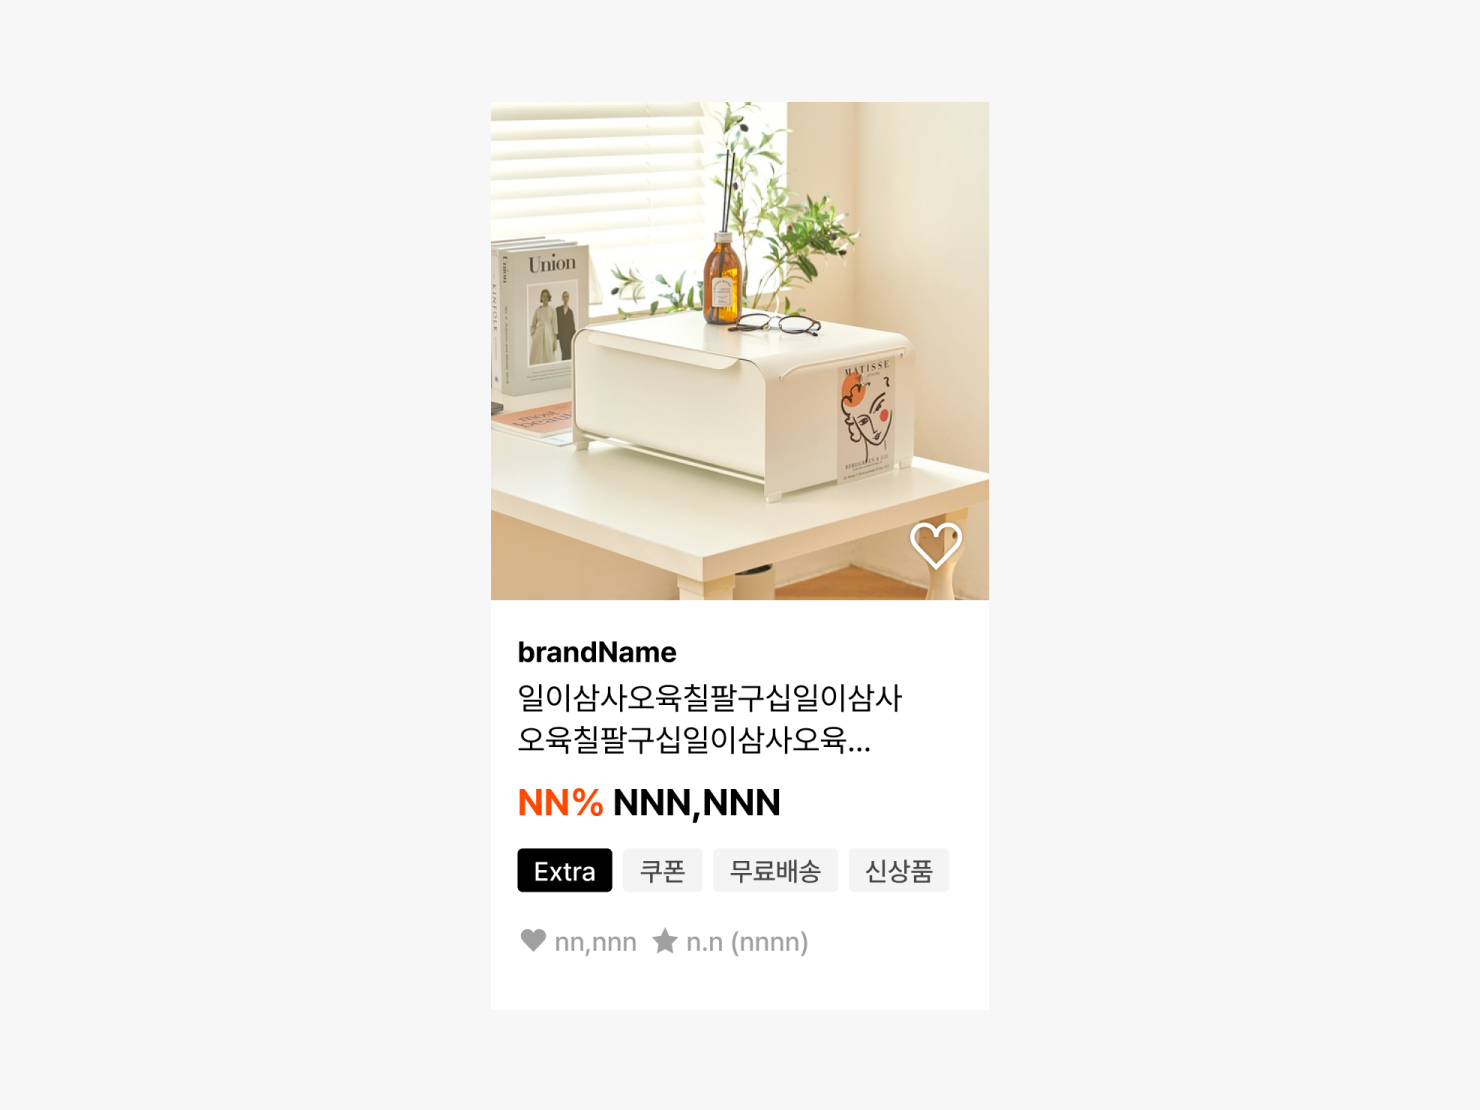 Union
Union
KINFOLK
most
MATISSE
brandName
일이삼사오육칠팔구십일이삼사
오육칠팔구십일이삼사오육...
NN% NNN,NNN
Extra 쿠폰 무료배송 신상품
nn,nnn n.n (nnnn)